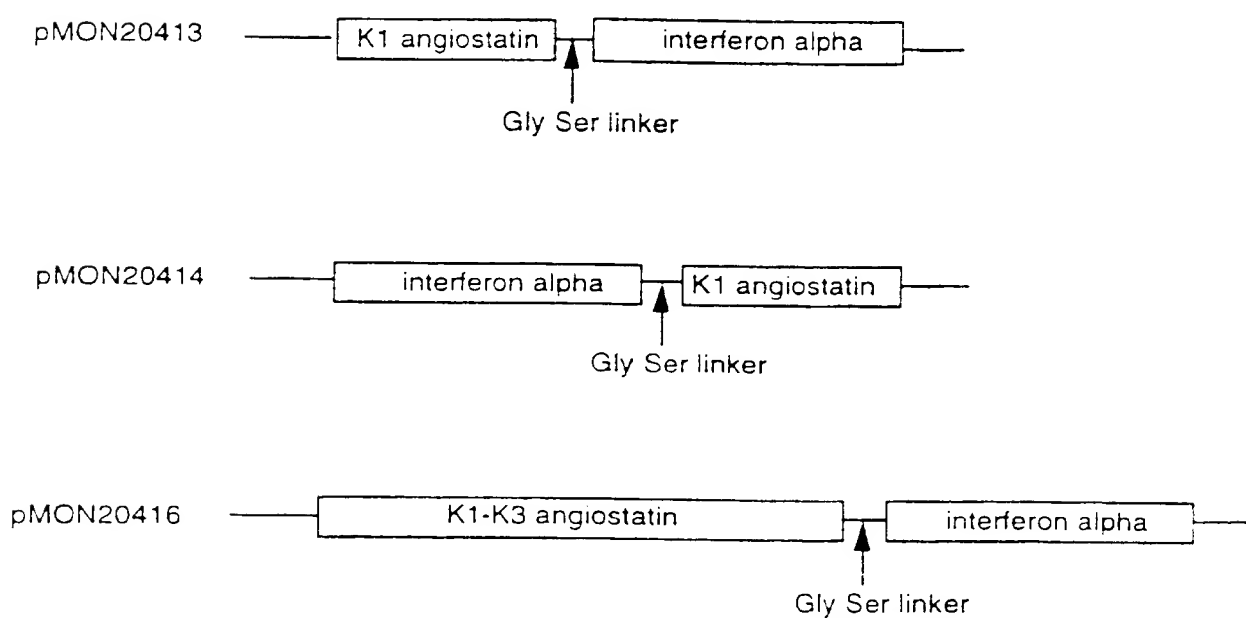 pMON20413
K1 angiostatin
interferon alpha
Gly Ser linker
pMON20414
interferon alpha
K1 angiostatin
Gly Ser linker
pMON20416
K1-K3 angiostatin
interferon alpha
Gly Ser linker